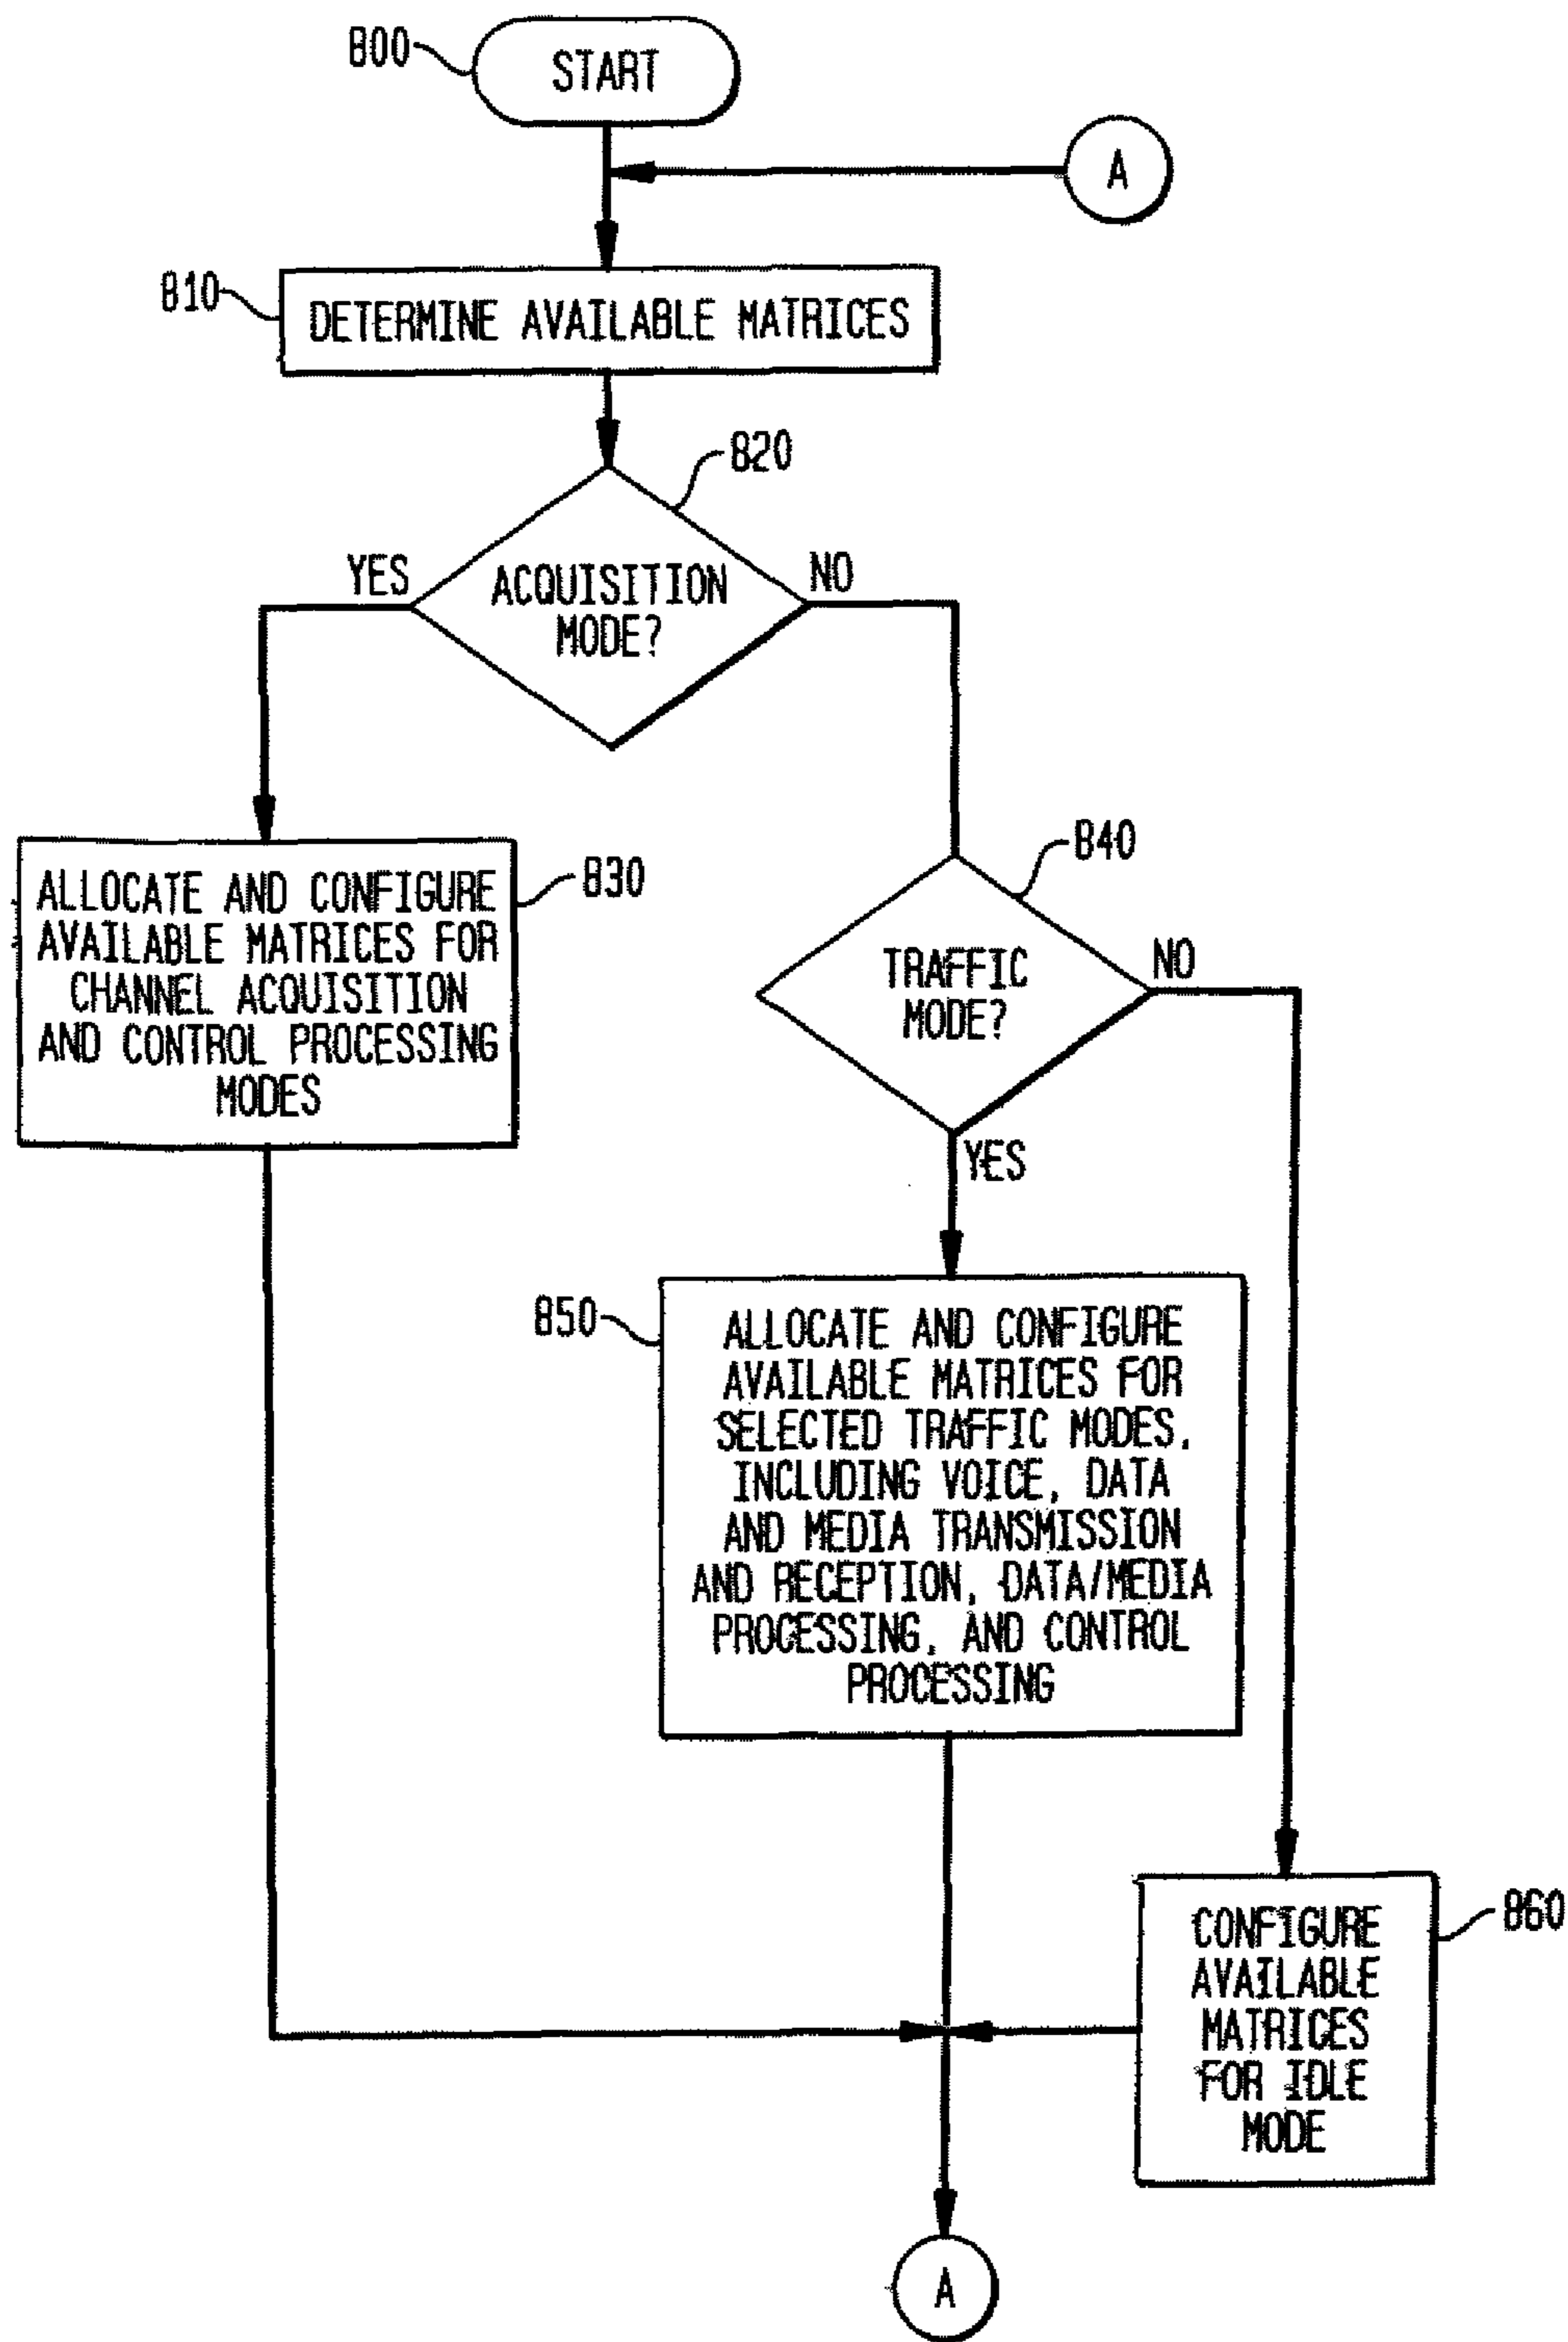 800
START
A
810
DETERMINE AVAILABLE MATRICES
820
YES
ACQUISITION
MODE?
NO
830
ALLOCATE AND CONFIGURE
AVAILABLE MATRICES FOR
CHANNEL ACQUISITION
AND CONTROL PROCESSING
MODES
840
TRAFFIC
MODE?
NO
YES
850
ALLOCATE AND CONFIGURE
AVAILABLE MATRICES FOR
SELECTED TRAFFIC MODES,
INCLUDING VOICE, DATA
AND MEDIA TRANSMISSION
AND RECEPTION, DATA/MEDIA
PROCESSING, AND CONTROL
PROCESSING
860
CONFIGURE
AVAILABLE
MATRICES
FOR IDLE
MODE
A